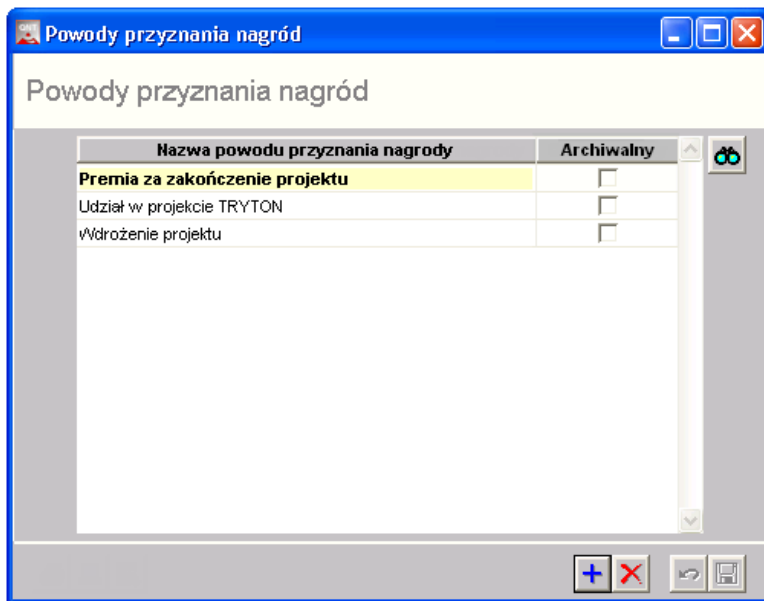 QNT Powody przyznania nagród
Powody przyznania nagród
Nazwa powodu przyznania nagrody Archiwalny
Premia za zakończenie projektu
Udział w projekcie TRYTON
Wdrożenie projektu